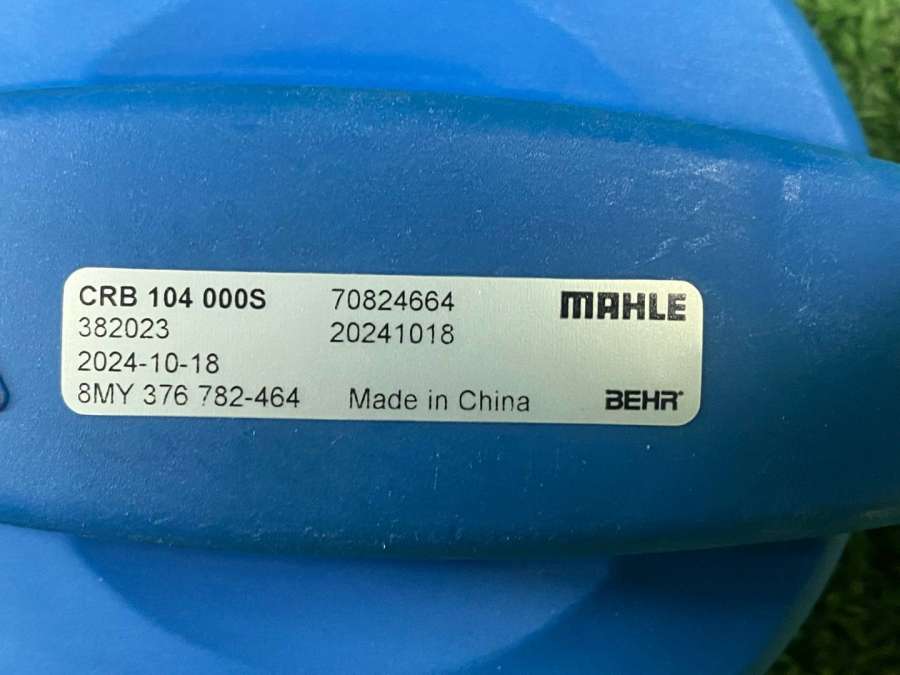 CRB 104 000S 70824664 MAHLE
382023 20241018
2024-10-18
8MY 376 782-464 Made in China BEHR